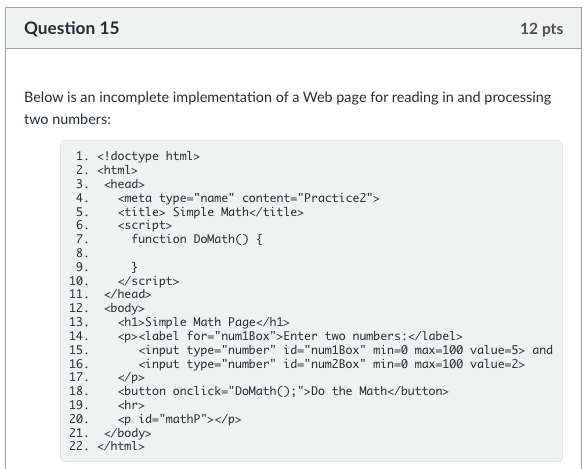 Question 15
12 pts
Below is an incomplete implementation of a Web page for reading in and processing
two numbers:
1. <!doctype html>
2. <html>
3. <head>
4. <meta type="name" content="Practice2">
5. <title> Simple Math</title>
6. <script>
7. function DoMath() {
8.
9. }
10. </script>
11. </head>
12. <body>
13. <h1>Simple Math Page</h1>
14. <p><label for="num1Box">Enter two numbers:</label>
15. <input type="number" id="num1Box" min=0 max=100 value=5> and
16. <input type="number" id="num2Box" min=0 max=100 value=2>
17. </p>
18. <button onclick="DoMath();">Do the Math</button>
19. <hr>
20. <p id="mathP"></p>
21. </body>
22. </html>